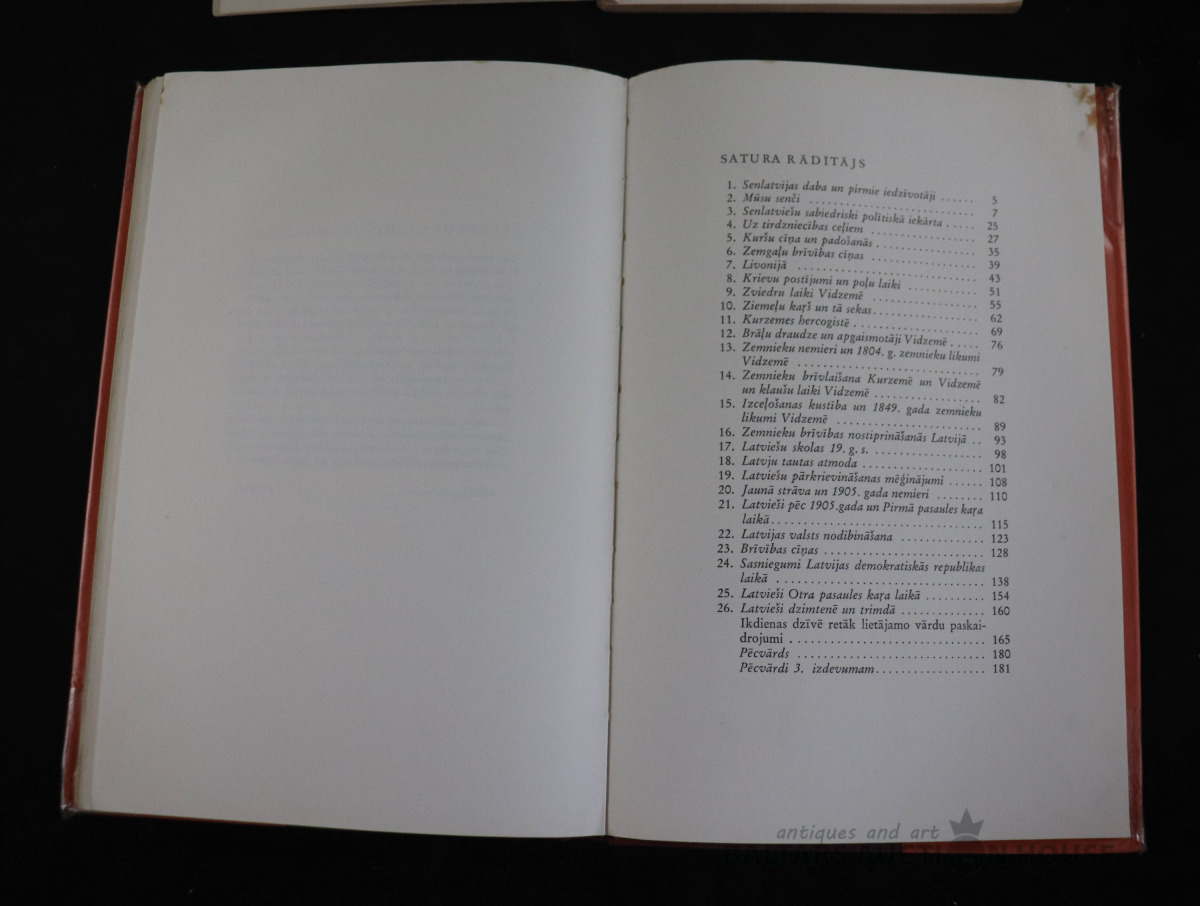 SATURA RĀDĪTĀJS
1. Senlatvijas daba un pirmie iedzīvotāji ...... 5
2. Mūsu senči ........................ 7
3. Senlatviešu sabiedriski polītiskā iekārta ..... 25
4. Uz tirdzniecības ceļiem ............... 27
5. Kuršu cīņa un padošanās ............... 35
6. Zemgaļu brīvības cīņas ............... 39
7. Livonijā ......................... 43
8. Krievu postījumi un poļu laiki .......... 51
9. Zviedru laiki Vidzemē ............... 55
10. Ziemeļu kaŗš un tā sekas............... 62
11. Kurzemes hercogistē .................. 69
12. Brāļu draudze un apgaismotāji Vidzemē ..... 76
13. Zemnieku nemieri un 1804. g. zemnieku likumi
Vidzemē ......................... 79
14. Zemnieku brīvlaišana Kurzemē un Vidzemē
un klaušu laiki Vidzemē ............... 82
15. Izceļošanas kustība un 1849. gada zemnieku
likumi Vidzemē ..................... 89
16. Zemnieku brīvības nostiprināšanās Latvijā .. 93
17. Latviešu skolas 19. g. s. ............... 98
18. Latvju tautas atmoda ................. 101
19. Latviešu pārkrievināšanas mēģinājumi ...... 108
20. Jaunā strāva un 1905. gada nemieri ........ 110
21. Latvieši pēc 1905.gada un Pirmā pasaules kaŗa
laikā............................... 115
22. Latvijas valsts nodibināšana ............ 123
23. Brīvības cīņas ....................... 128
24. Sasniegumi Latvijas demokratiskās republikas
laikā .............................. 138
25. Latvieši Otra pasaules kaŗa laikā .......... 154
26. Latvieši dzimtenē un trimdā ............. 160
Ikdienas dzīvē retāk lietājamo vārdu paskai-
drojumi ............................ 165
Pēcvārds ........................... 180
Pēcvārdi 3. izdevumam................ 181
antiques and art
BALTARS AUCTION HOUSE